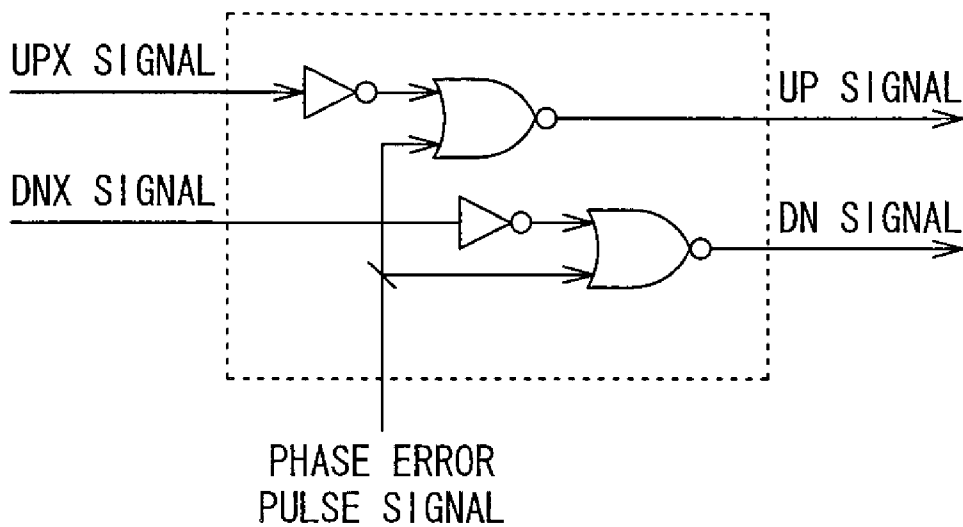 UPX SIGNAL
UP SIGNAL
DNX SIGNAL
DN SIGNAL
PHASE ERROR
PULSE SIGNAL